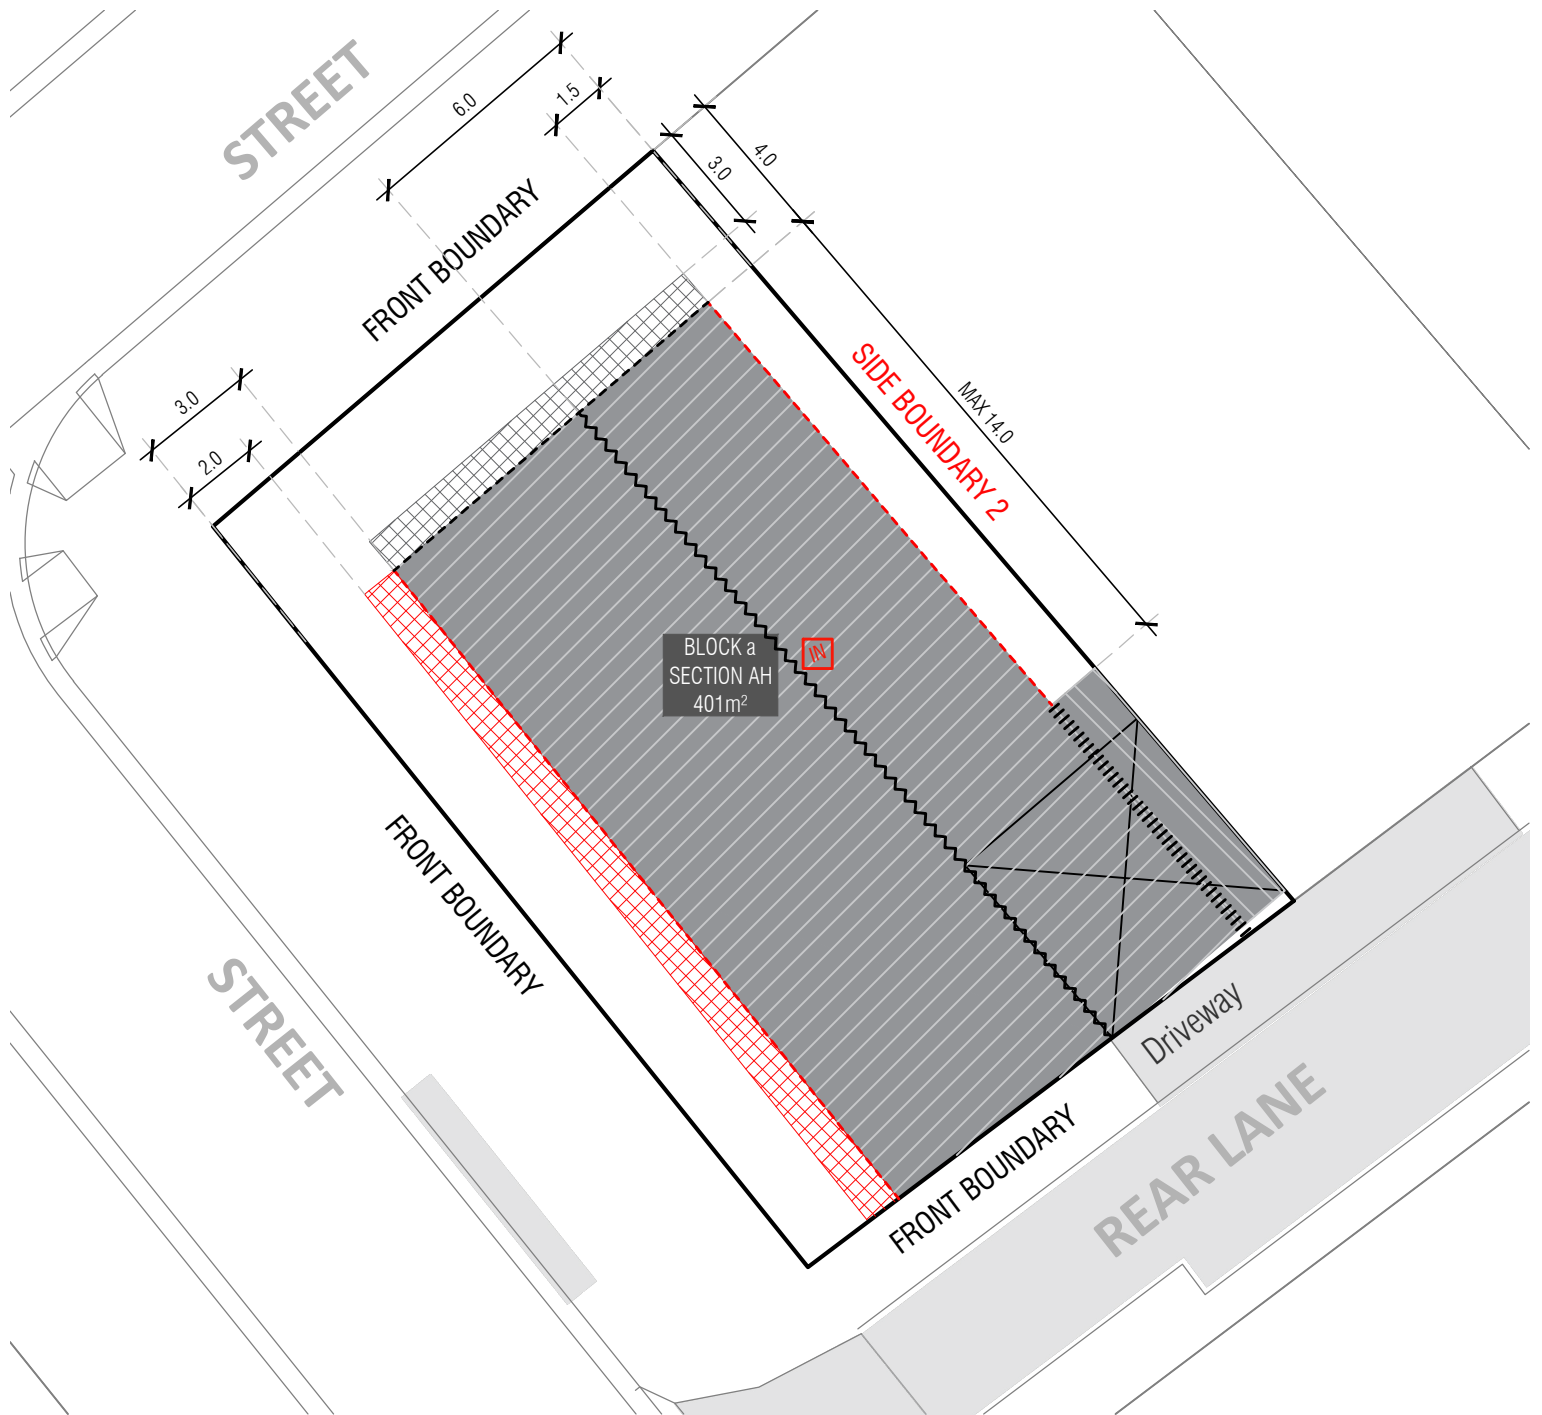 STREET
6.0
1.5
4.0
3.0
FRONT BOUNDARY
3.0
2.0
SIDE BOUNDARY 2
MAX 14.0
BLOCK a
SECTION AH
401m²
IN
FRONT BOUNDARY
STREET
Driveway
FRONT BOUNDARY
REAR LANE